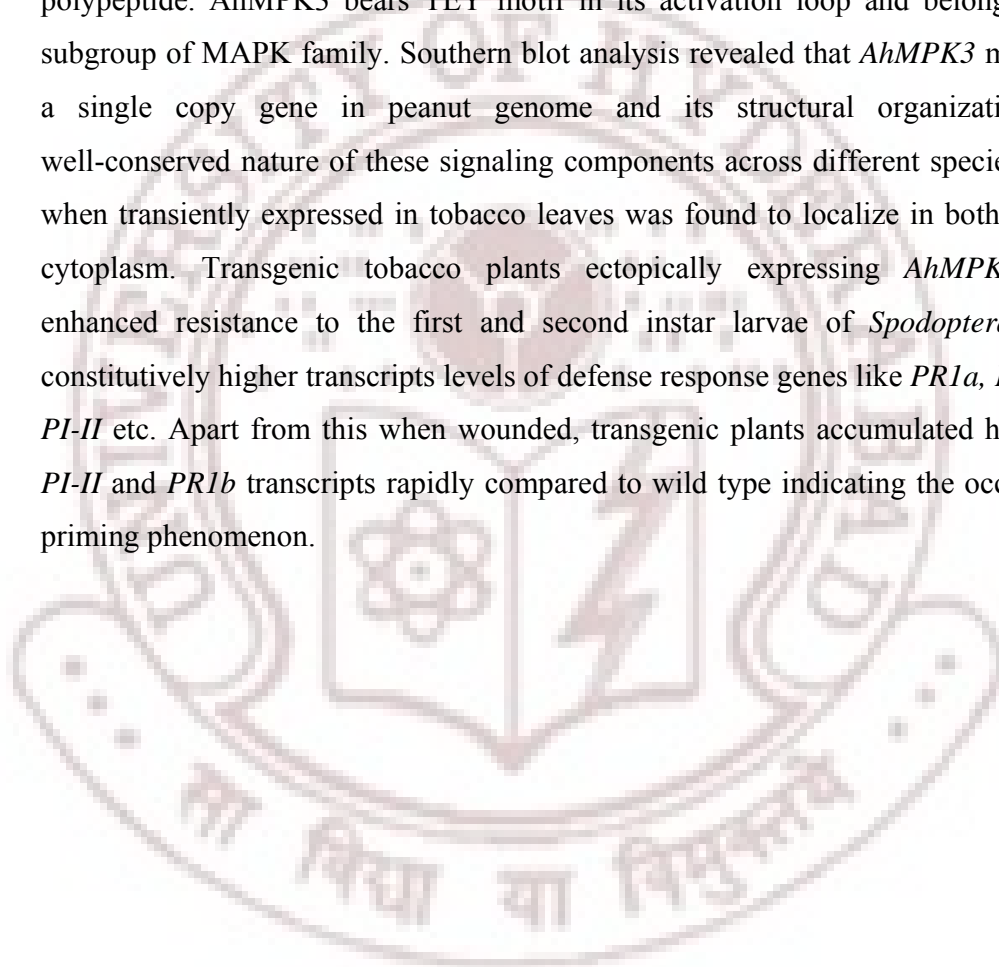 polypeptide. AhMPK3 bears TEY motif in its activation loop and belong
subgroup of MAPK family. Southern blot analysis revealed that AhMPK3
a single copy gene in peanut genome and its structural organizati
well-conserved nature of these signaling components across different specie
when transiently expressed in tobacco leaves was found to localize in both
cytoplasm. Transgenic tobacco plants ectopically expressing AhMPK
enhanced resistance to the first and second instar larvae of Spodoptera
constitutively higher transcripts levels of defense response genes like PR1a,
PI-II etc. Apart from this when wounded, transgenic plants accumulated h
PI-II and PR1b transcripts rapidly compared to wild type indicating the occ
priming phenomenon.
UNIVERSITY OF HYDERABAD
सा विद्या या विमुक्तये